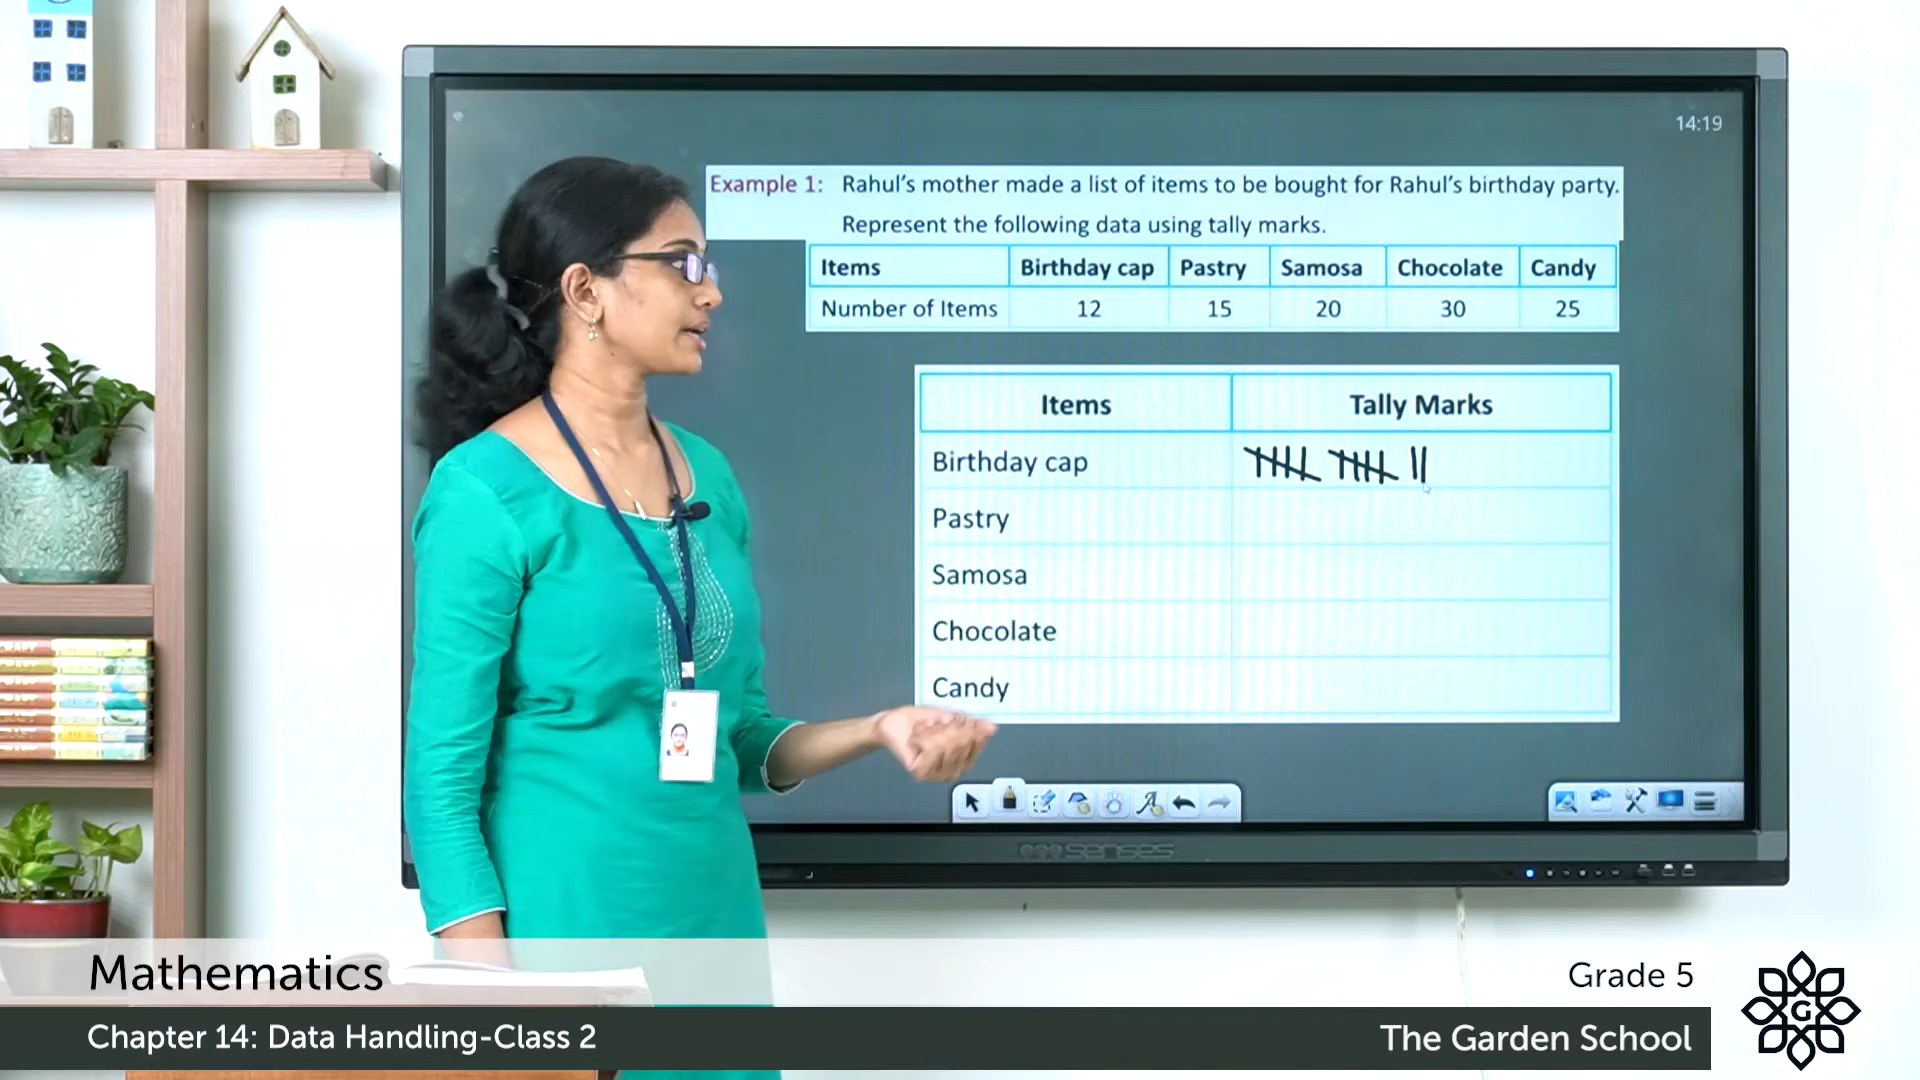 14:19
Example 1: Rahul's mother made a list of items to be bought for Rahul's birthday party.
Represent the following data using tally marks.
Items Birthday cap Pastry Samosa Chocolate Candy
Number of Items 12 15 20 30 25
Items Tally Marks
Birthday cap
Pastry
Samosa
Chocolate
Candy
senses
Mathematics
Grade 5
Chapter 14: Data Handling-Class 2
The Garden School
G